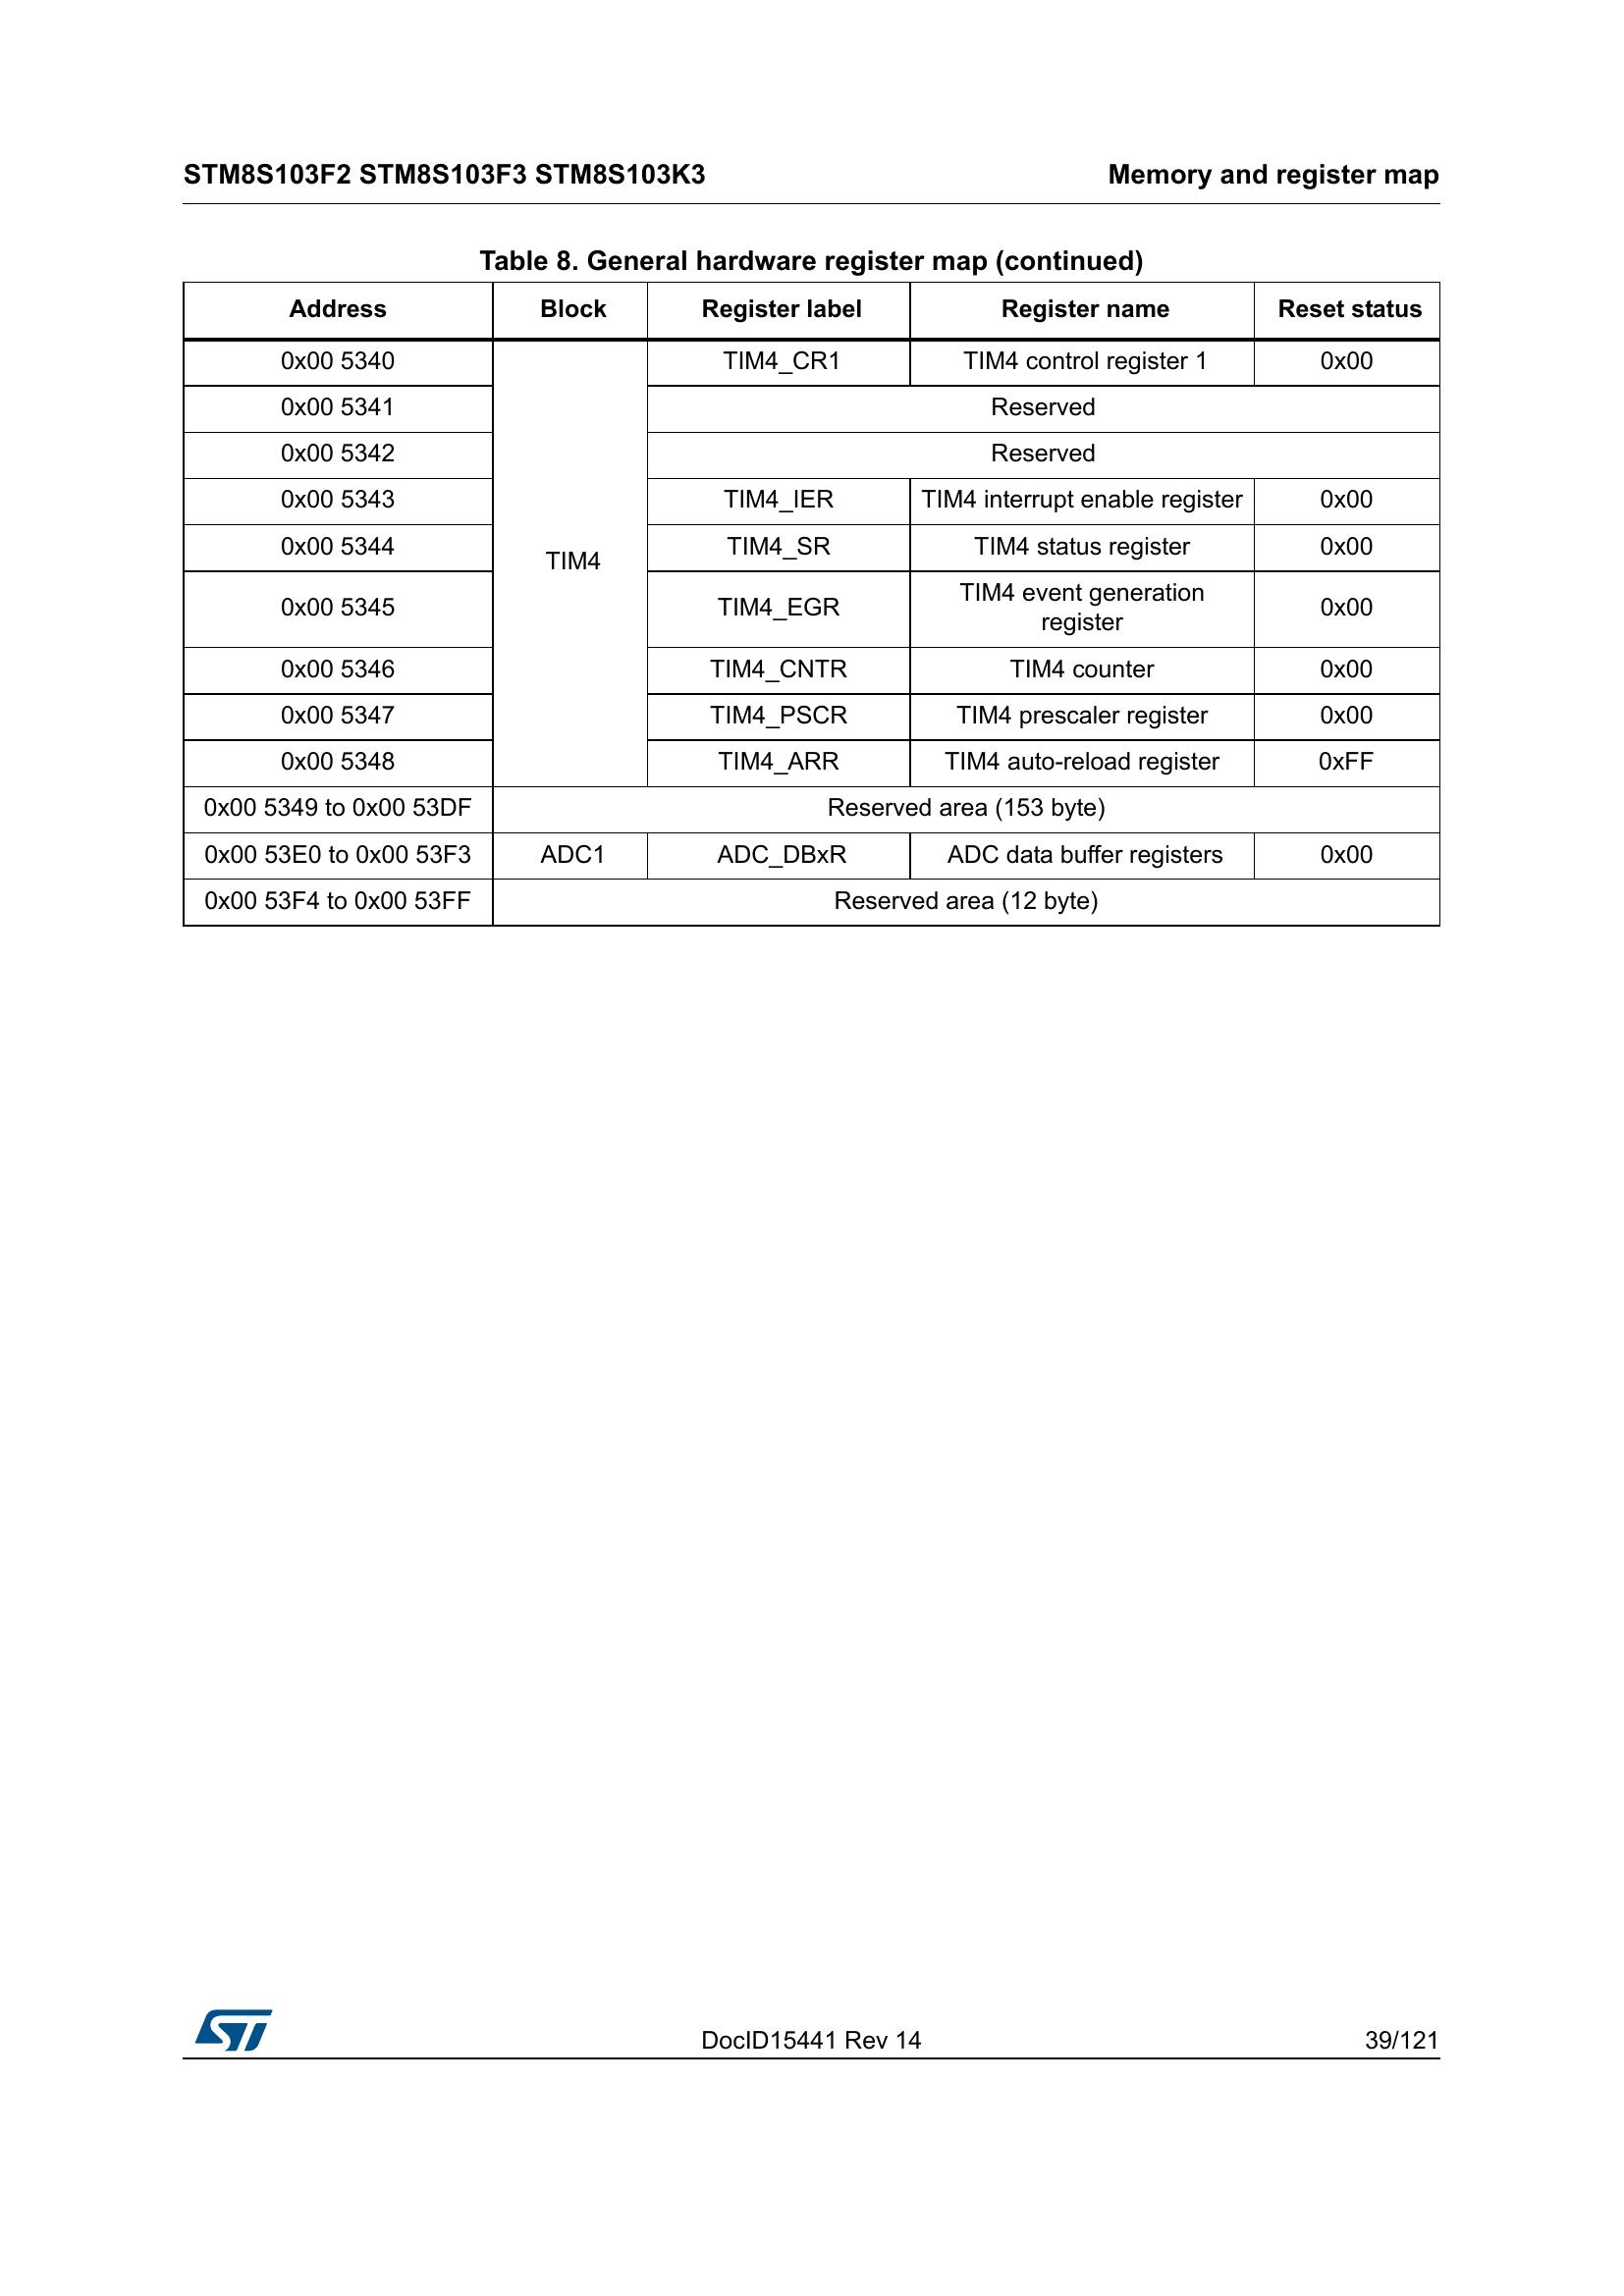 STM8S103F2 STM8S103F3 STM8S103K3 Memory and register map
Table 8. General hardware register map (continued)
Address Block Register label Register name Reset status
0x00 5340 TIM4_CR1 TIM4 control register 1 0x00
0x00 5341 Reserved
0x00 5342 Reserved
0x00 5343 TIM4_IER TIM4 interrupt enable register 0x00
0x00 5344 TIM4_SR TIM4 status register 0x00
TIM4
0x00 5345 TIM4_EGR TIM4 event generation
register 0x00
0x00 5346 TIM4_CNTR TIM4 counter 0x00
0x00 5347 TIM4_PSCR TIM4 prescaler register 0x00
0x00 5348 TIM4_ARR TIM4 auto-reload register 0xFF
0x00 5349 to 0x00 53DF Reserved area (153 byte)
0x00 53E0 to 0x00 53F3 ADC1 ADC_DBxR ADC data buffer registers 0x00
0x00 53F4 to 0x00 53FF Reserved area (12 byte)
ST DocID15441 Rev 14 39/121